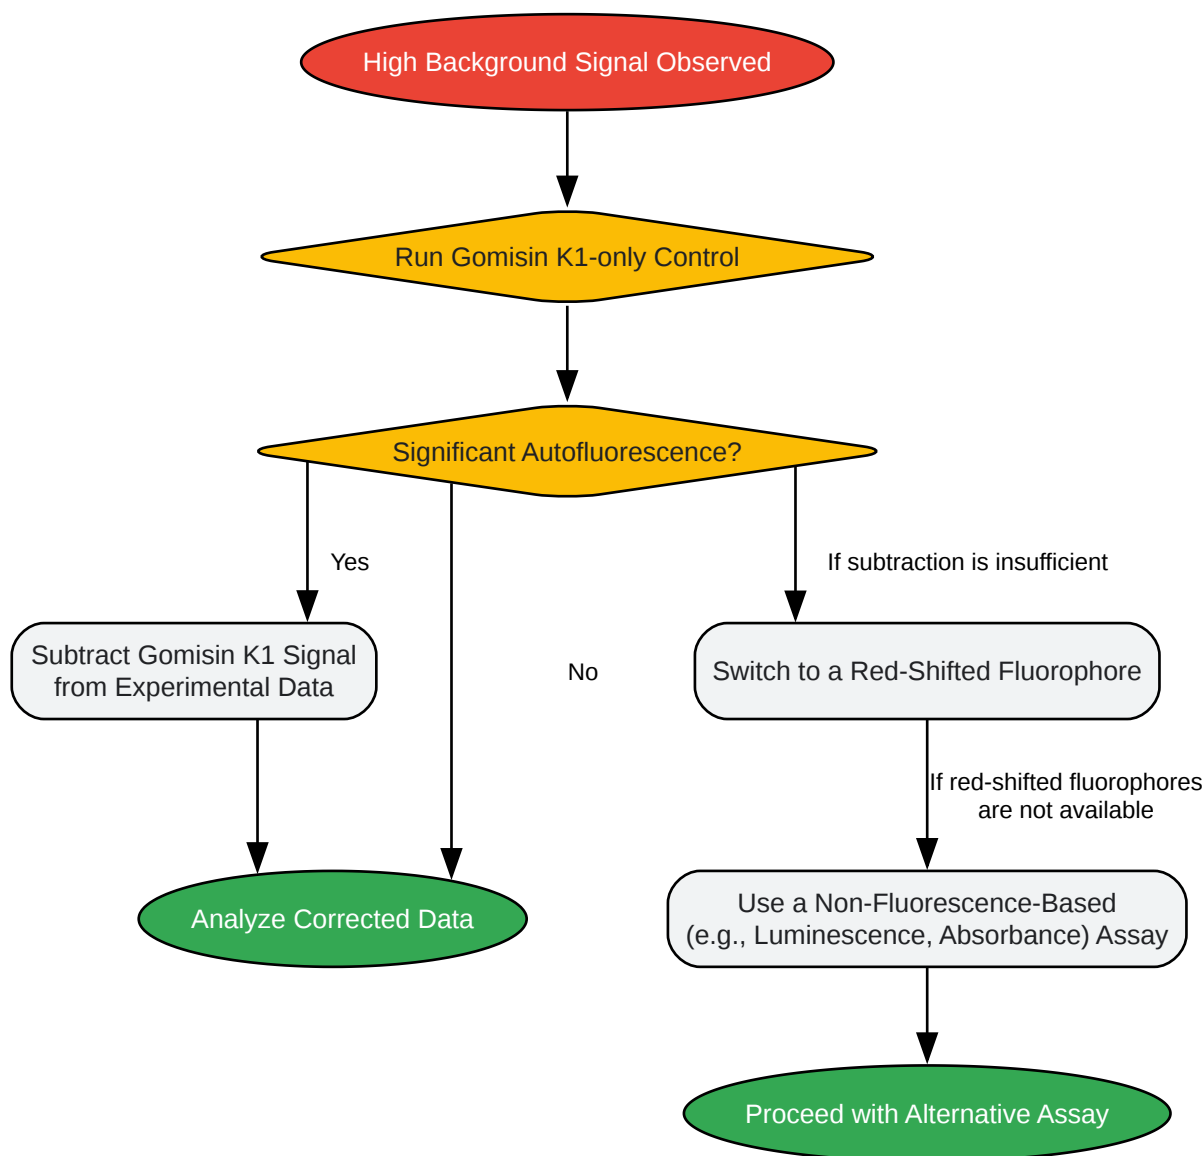 High Background Signal Observed
Run Gomisin K1-only Control
Significant Autofluorescence?
Yes
If subtraction is insufficient
Subtract Gomisin K1 Signal
from Experimental Data
No
Switch to a Red-Shifted Fluorophore
If red-shifted fluorophores
are not available
Analyze Corrected Data
Use a Non-Fluorescence-Based
(e.g., Luminescence, Absorbance) Assay
Proceed with Alternative Assay